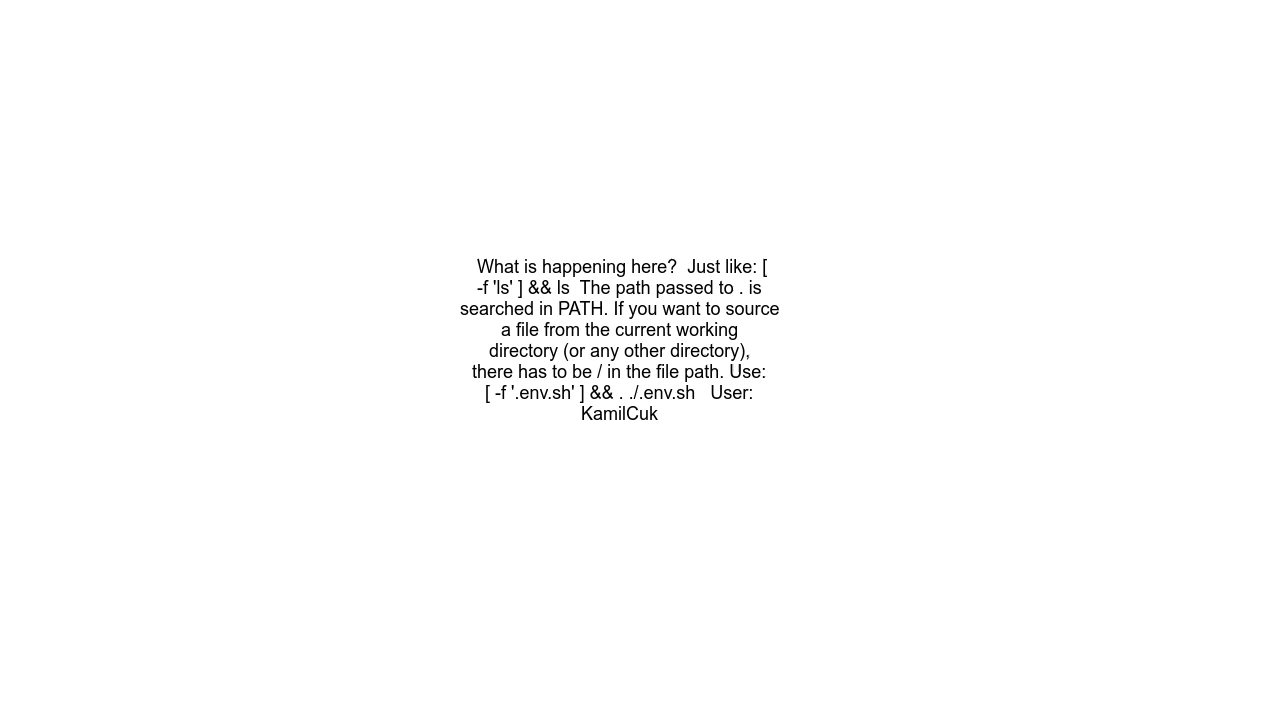 What is happening here?  Just like: [
-f 'ls' ] && ls  The path passed to . is
searched in PATH. If you want to source
a file from the current working
directory (or any other directory),
there has to be / in the file path. Use:
[ -f '.env.sh' ] && . ./.env.sh   User:
KamilCuk